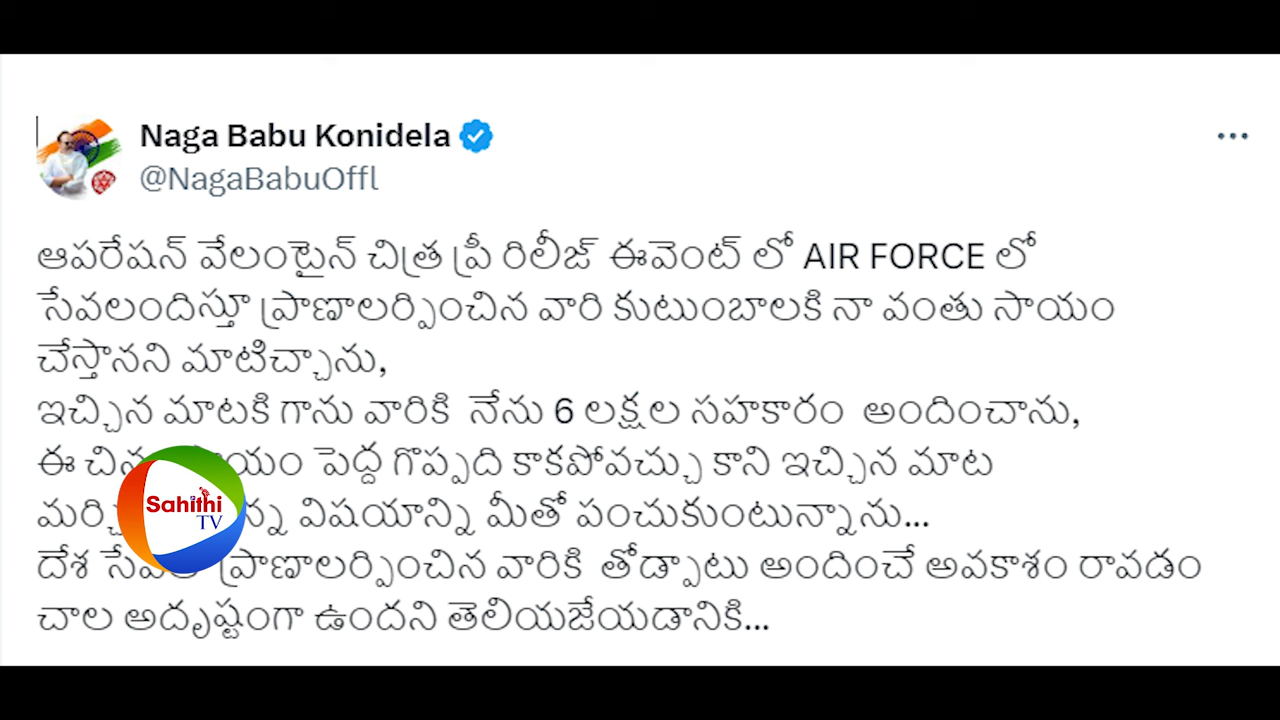 Naga Babu Konidela
@NagaBabuOffl
ఆపరేషన్ వేలంటైన్ చిత్ర ప్రీ రిలీజ్ ఈవెంట్ లో AIR FORCE లో
సేవలందిస్తూ ప్రాణాలర్పించిన వారి కుటుంబాలకి నా వంతు సాయం
చేస్తానని మాటిచ్చాను,
ఇచ్చిన మాటకి గాను వారికి నేను 6 లక్షల సహకారం అందించాను,
ఈ పెద్ద గొప్పది కాకపోవచ్చు కాని ఇచ్చిన మాట
విషయాన్ని మీతో పంచుకుంటున్నాను...
దేశ ప్రాణాలర్పించిన వారికి తోడ్పాటు అందించే అవకాశం రావడం
చాల అదృష్టంగా ఉందని తెలియజేయడానికి...
Sahithi
TV